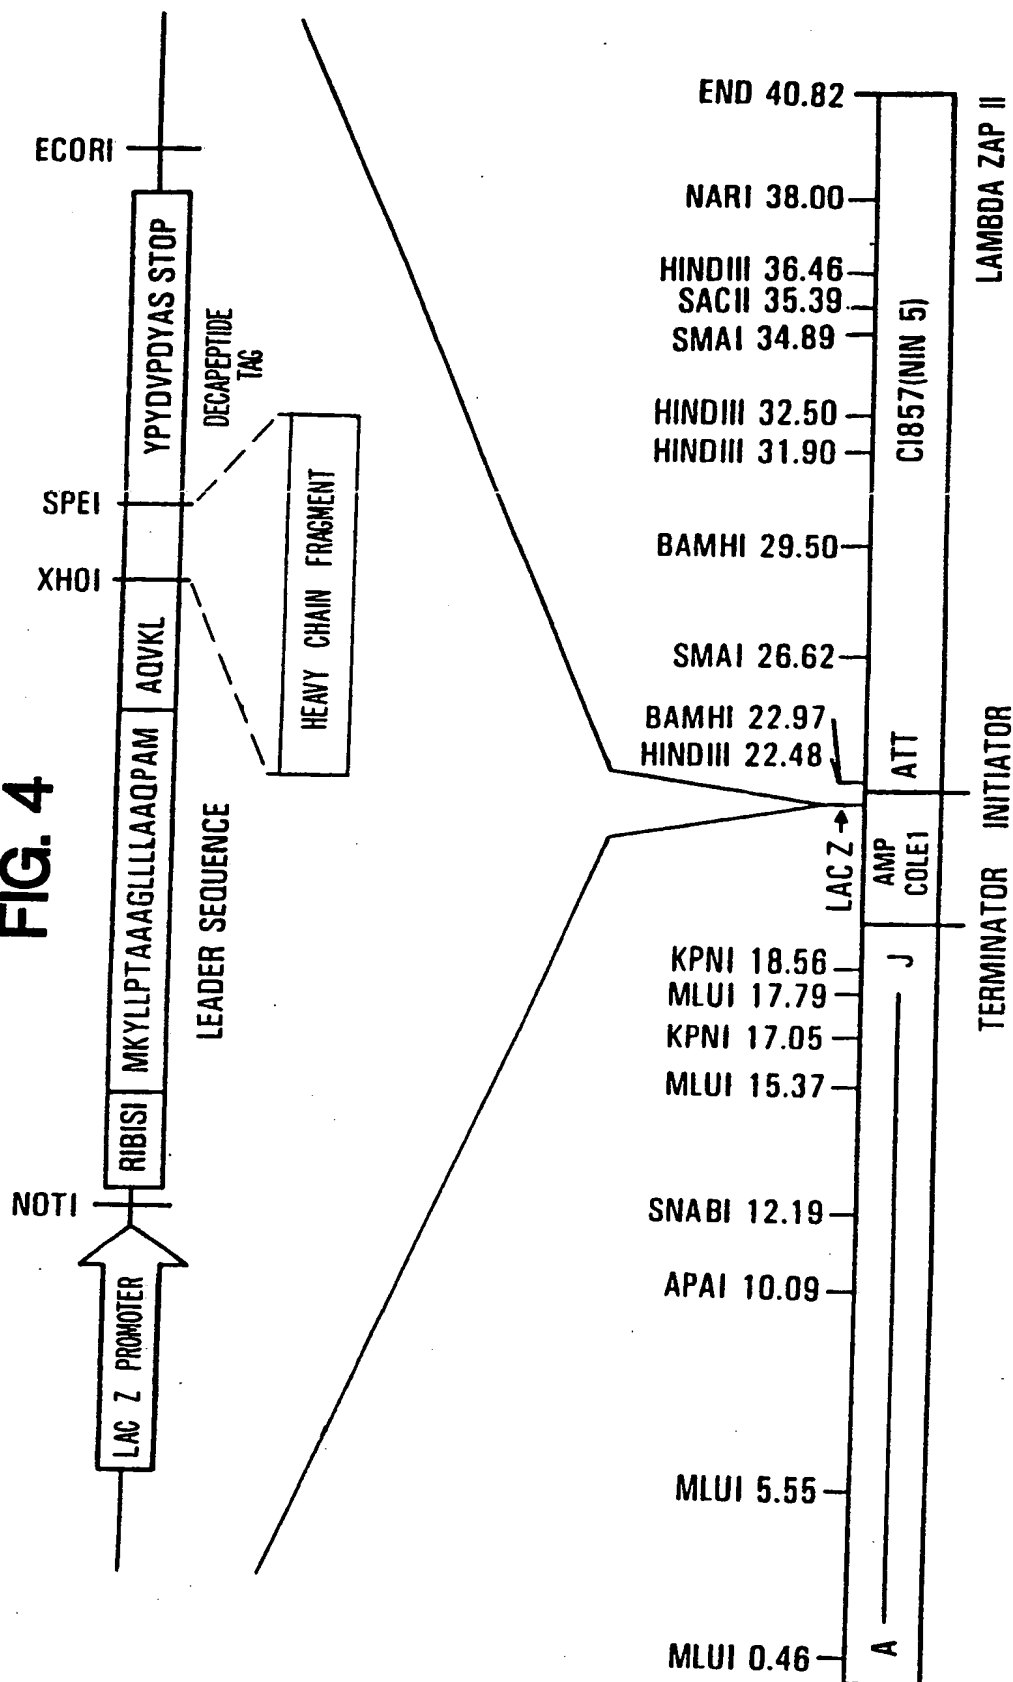 FIG. 4
LAC Z PROMOTER
NOTI
RIBISI
MKYLLPTAAAGLLLLAAQPAM
AQVKL
XHOI
SPEI
YPYDVPDYAS STOP
ECORI
LEADER SEQUENCE
DECAPEPTIDE
TAG
HEAVY CHAIN FRAGMENT
END 40.82
NARI 38.00
HINDIII 36.46
SACII 35.39
SMAI 34.89
HINDIII 32.50
HINDIII 31.90
BAMHI 29.50
SMAI 26.62
BAMHI 22.97
HINDIII 22.48
LAC Z
KPNI 18.56
MLUI 17.79
KPNI 17.05
MLUI 15.37
SNABI 12.19
APAI 10.09
MLUI 5.55
MLUI 0.46
A
J
AMP
COLE1
ATT
CI857(NIN 5)
TERMINATOR
INITIATOR
LAMBDA ZAP II